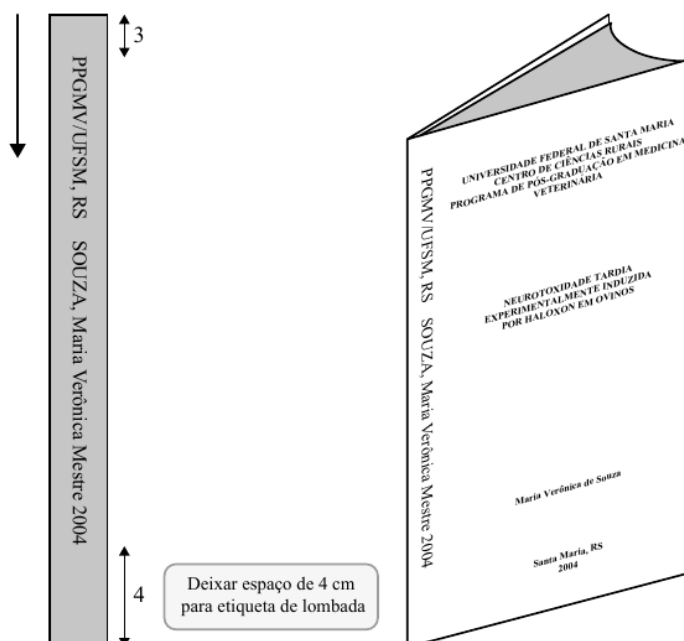 3
PPGMV/UFSM, RS SOUZA, Maria Verônica Mestre 2004
4
Deixar espaço de 4 cm
para etiqueta de lombada
PPGMV/UFSM, RS SOUZA, Maria Verônica Mestre 2004
UNIVERSIDADE FEDERAL DE SANTA MARIA
CENTRO DE CIÊNCIAS RURAIS
PROGRAMA DE PÓS-GRADUAÇÃO EM MEDICINA
VETERINÁRIA
NEUROTOXIDADE TARDIA
EXPERIMENTALMENTE INDUZIDA
POR HALOXON EM OVINOS
Maria Verônica de Souza
Santa Maria, RS
2004